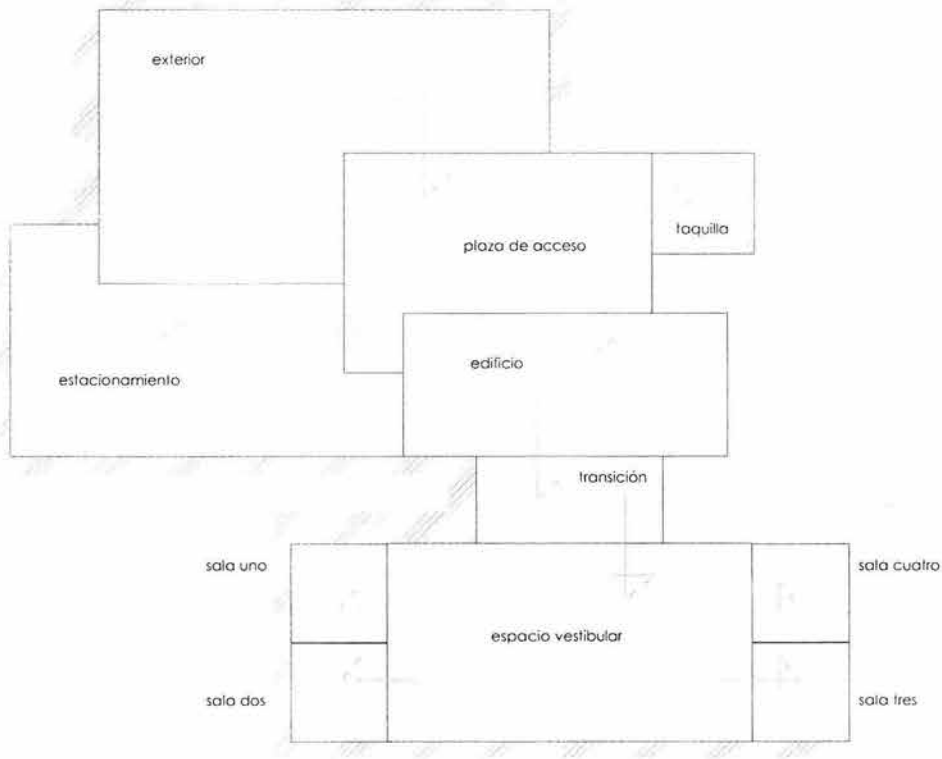 exterior
taquilla
plaza de acceso
edificio
estacionamiento
transición
sala uno
sala cuatro
espacio vestibular
sala dos
sala tres